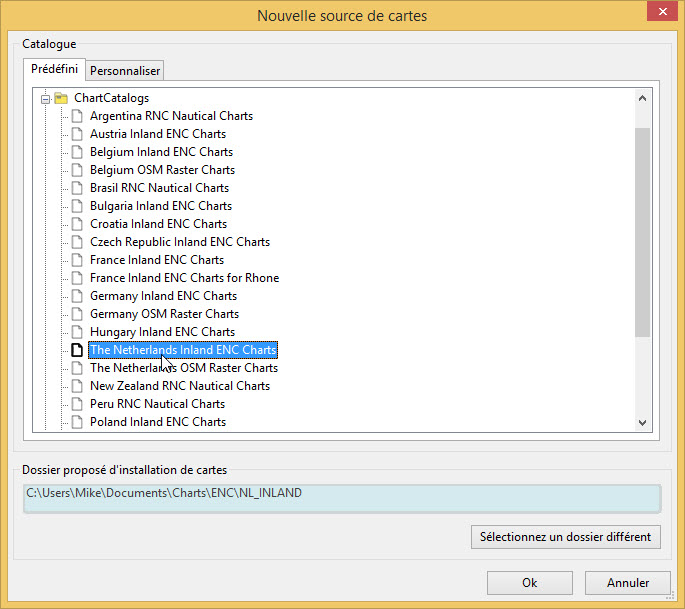 Nouvelle source de cartes
Catalogue
Prédéfini
Personnaliser
ChartCatalogs
Argentina RNC Nautical Charts
Austria Inland ENC Charts
Belgium Inland ENC Charts
Belgium OSM Raster Charts
Brasil RNC Nautical Charts
Bulgaria Inland ENC Charts
Croatia Inland ENC Charts
Czech Republic Inland ENC Charts
France Inland ENC Charts
France Inland ENC Charts for Rhone
Germany Inland ENC Charts
Germany OSM Raster Charts
Hungary Inland ENC Charts
The Netherlands Inland ENC Charts
The Netherlands OSM Raster Charts
New Zealand RNC Nautical Charts
Peru RNC Nautical Charts
Poland Inland ENC Charts
Dossier proposé d'installation de cartes
C:\Users\Mike\Documents\Charts\ENC\NL_INLAND
Sélectionnez un dossier différent
Ok
Annuler